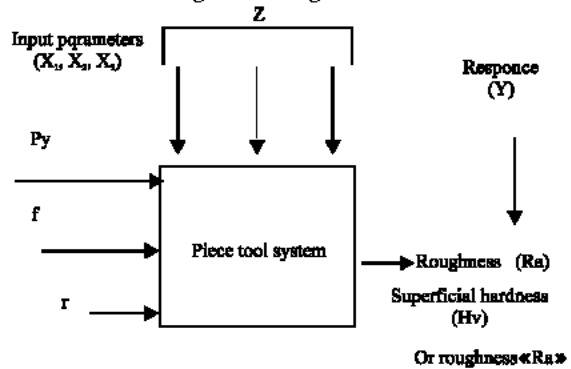 Z
Input pqrameters
(X₁, X₂, X₃)
Responce
(Y)
Py
f
Piece tool system
Roughness (Ra)
r
Superficial hardness
(Hv)
Or roughness«Ra»